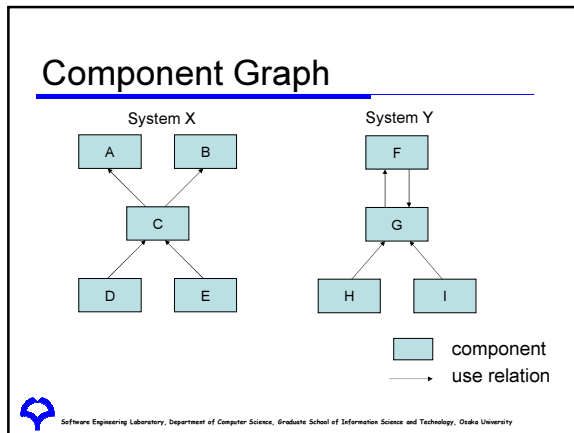 Component Graph
System X
System Y
A
B
F
C
G
D
E
H
I
component
use relation
Software Engineering Laboratory, Department of Computer Science, Graduate School of Information Science and Technology, Osaka University